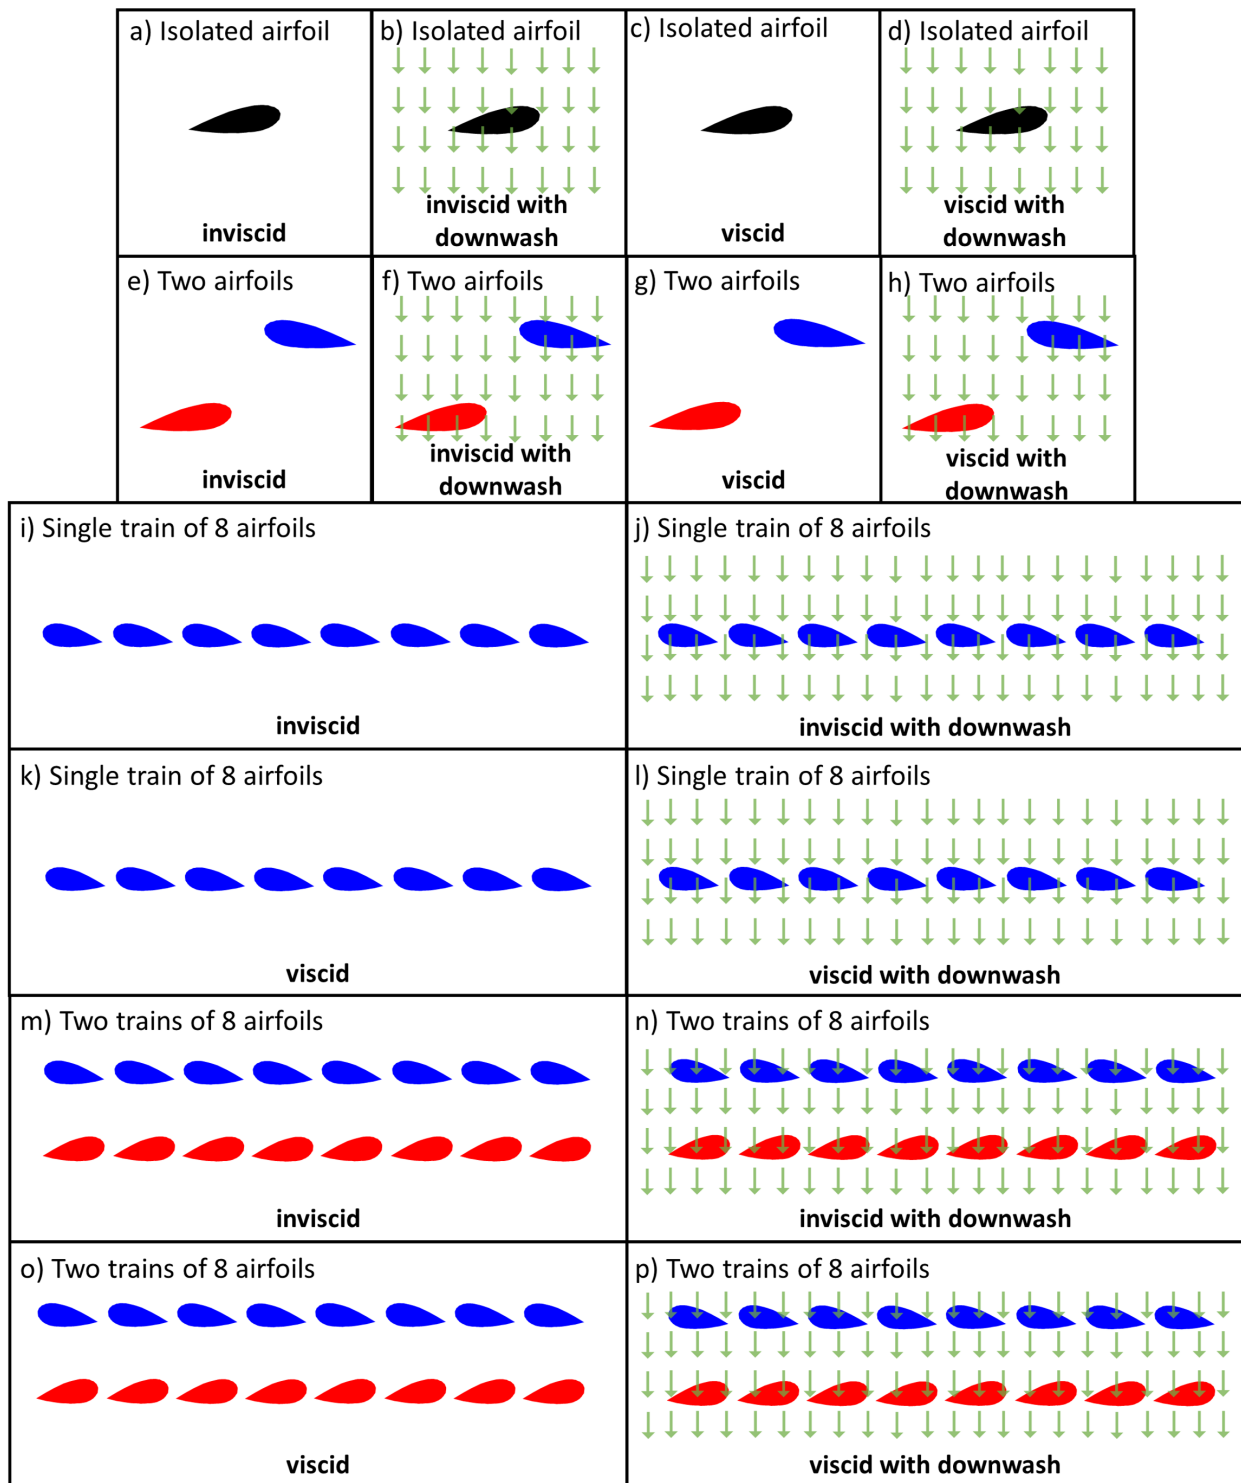 a) Isolated airfoil
inviscid
b) Isolated airfoil
inviscid with
downwash
c) Isolated airfoil
viscid
d) Isolated airfoil
viscid with
downwash
e) Two airfoils
inviscid
f) Two airfoils
inviscid with
downwash
g) Two airfoils
viscid
h) Two airfoils
viscid with
downwash
i) Single train of 8 airfoils
inviscid
j) Single train of 8 airfoils
inviscid with downwash
k) Single train of 8 airfoils
viscid
l) Single train of 8 airfoils
viscid with downwash
m) Two trains of 8 airfoils
inviscid
n) Two trains of 8 airfoils
inviscid with downwash
o) Two trains of 8 airfoils
viscid
p) Two trains of 8 airfoils
viscid with downwash